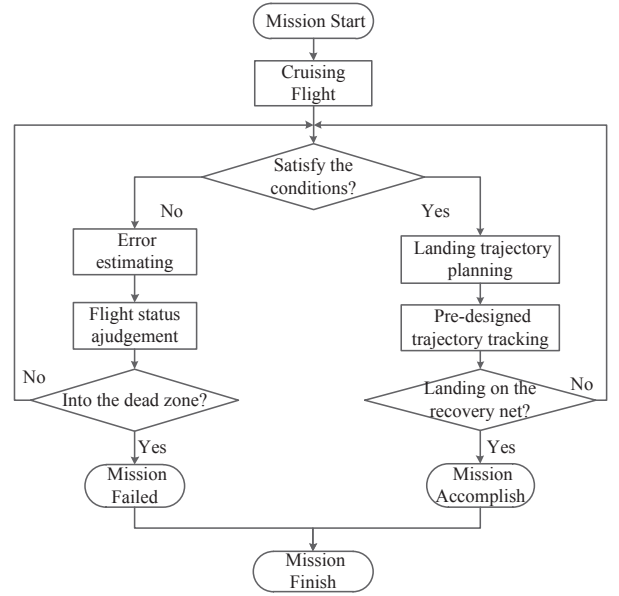 Mission Start
Cruising
Flight
Satisfy the
conditions?
No
Yes
Error
estimating
Landing trajectory
planning
Flight status
ajudgement
Pre-designed
trajectory tracking
No
Into the dead zone?
Landing on the
recovery net?
No
Yes
Yes
Mission
Failed
Mission
Accomplish
Mission
Finish